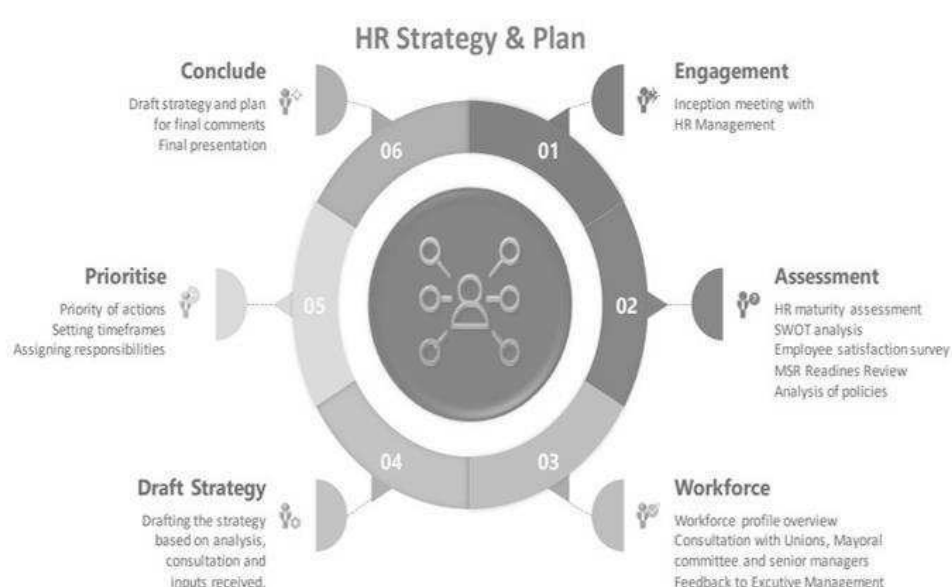 HR Strategy & Plan
Engagement
Inception meeting with
HR Management
01
Assessment
HR maturity assessment
SWOT analysis
Employee satisfaction survey
MSR Readines Review
Analysis of policies
02
Workforce
Workforce profile overview
Consultation with Unions, Mayoral
committee and senior managers
Feedback to Excutive Management
03
Draft Strategy
Drafting the strategy
based on analysis,
consultation and
inputs received.
04
Prioritise
Priority of actions
Setting timeframes
Assigning responsibilities
05
Conclude
Draft strategy and plan
for final comments
Final presentation
06